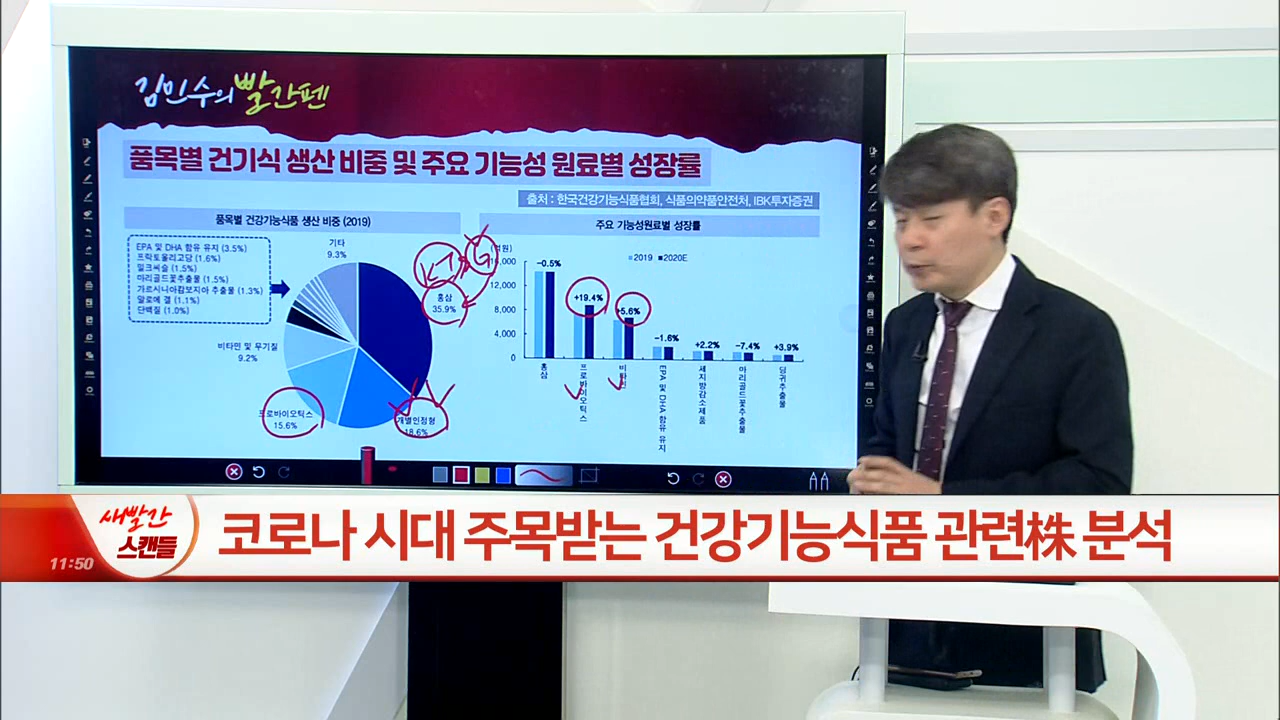 김민수의 빨간펜
품목별 건기식 생산 비중 및 주요 기능성 원료별 성장률
출처 : 한국건강기능식품협회, 식품의약품안전처, IBK투자증권
품목별 건강기능식품 생산 비중 (2019)
EPA 및 DHA 함유 유지 (3.5%)
프락토올리고당 (1.6%)
밀크씨슬 (1.5%)
마리골드꽃추출물 (1.5%)
가르시니아캄보지아 추출물 (1.3%)
알로에 겔 (1.1%)
단백질 (1.0%)
기타
9.3%
홍삼
35.9%
비타민 및 무기질
9.2%
프로바이오틱스
15.6%
개별인정형
18.6%
주요 기능성원료별 성장률
2019 2020E
12,000
8,000
4,000
0
-0.5%
+19.4%
+5.6%
-1.6%
+2.2%
-7.4%
+3.9%
홍삼
프로바이오틱스
비타민
EPA 및 DHA 함유 유지
체지방감소제품
마리골드꽃추출물
당귀추출물
새빨간
스캔들
11:50
코로나 시대 주목받는 건강기능식품 관련株 분석